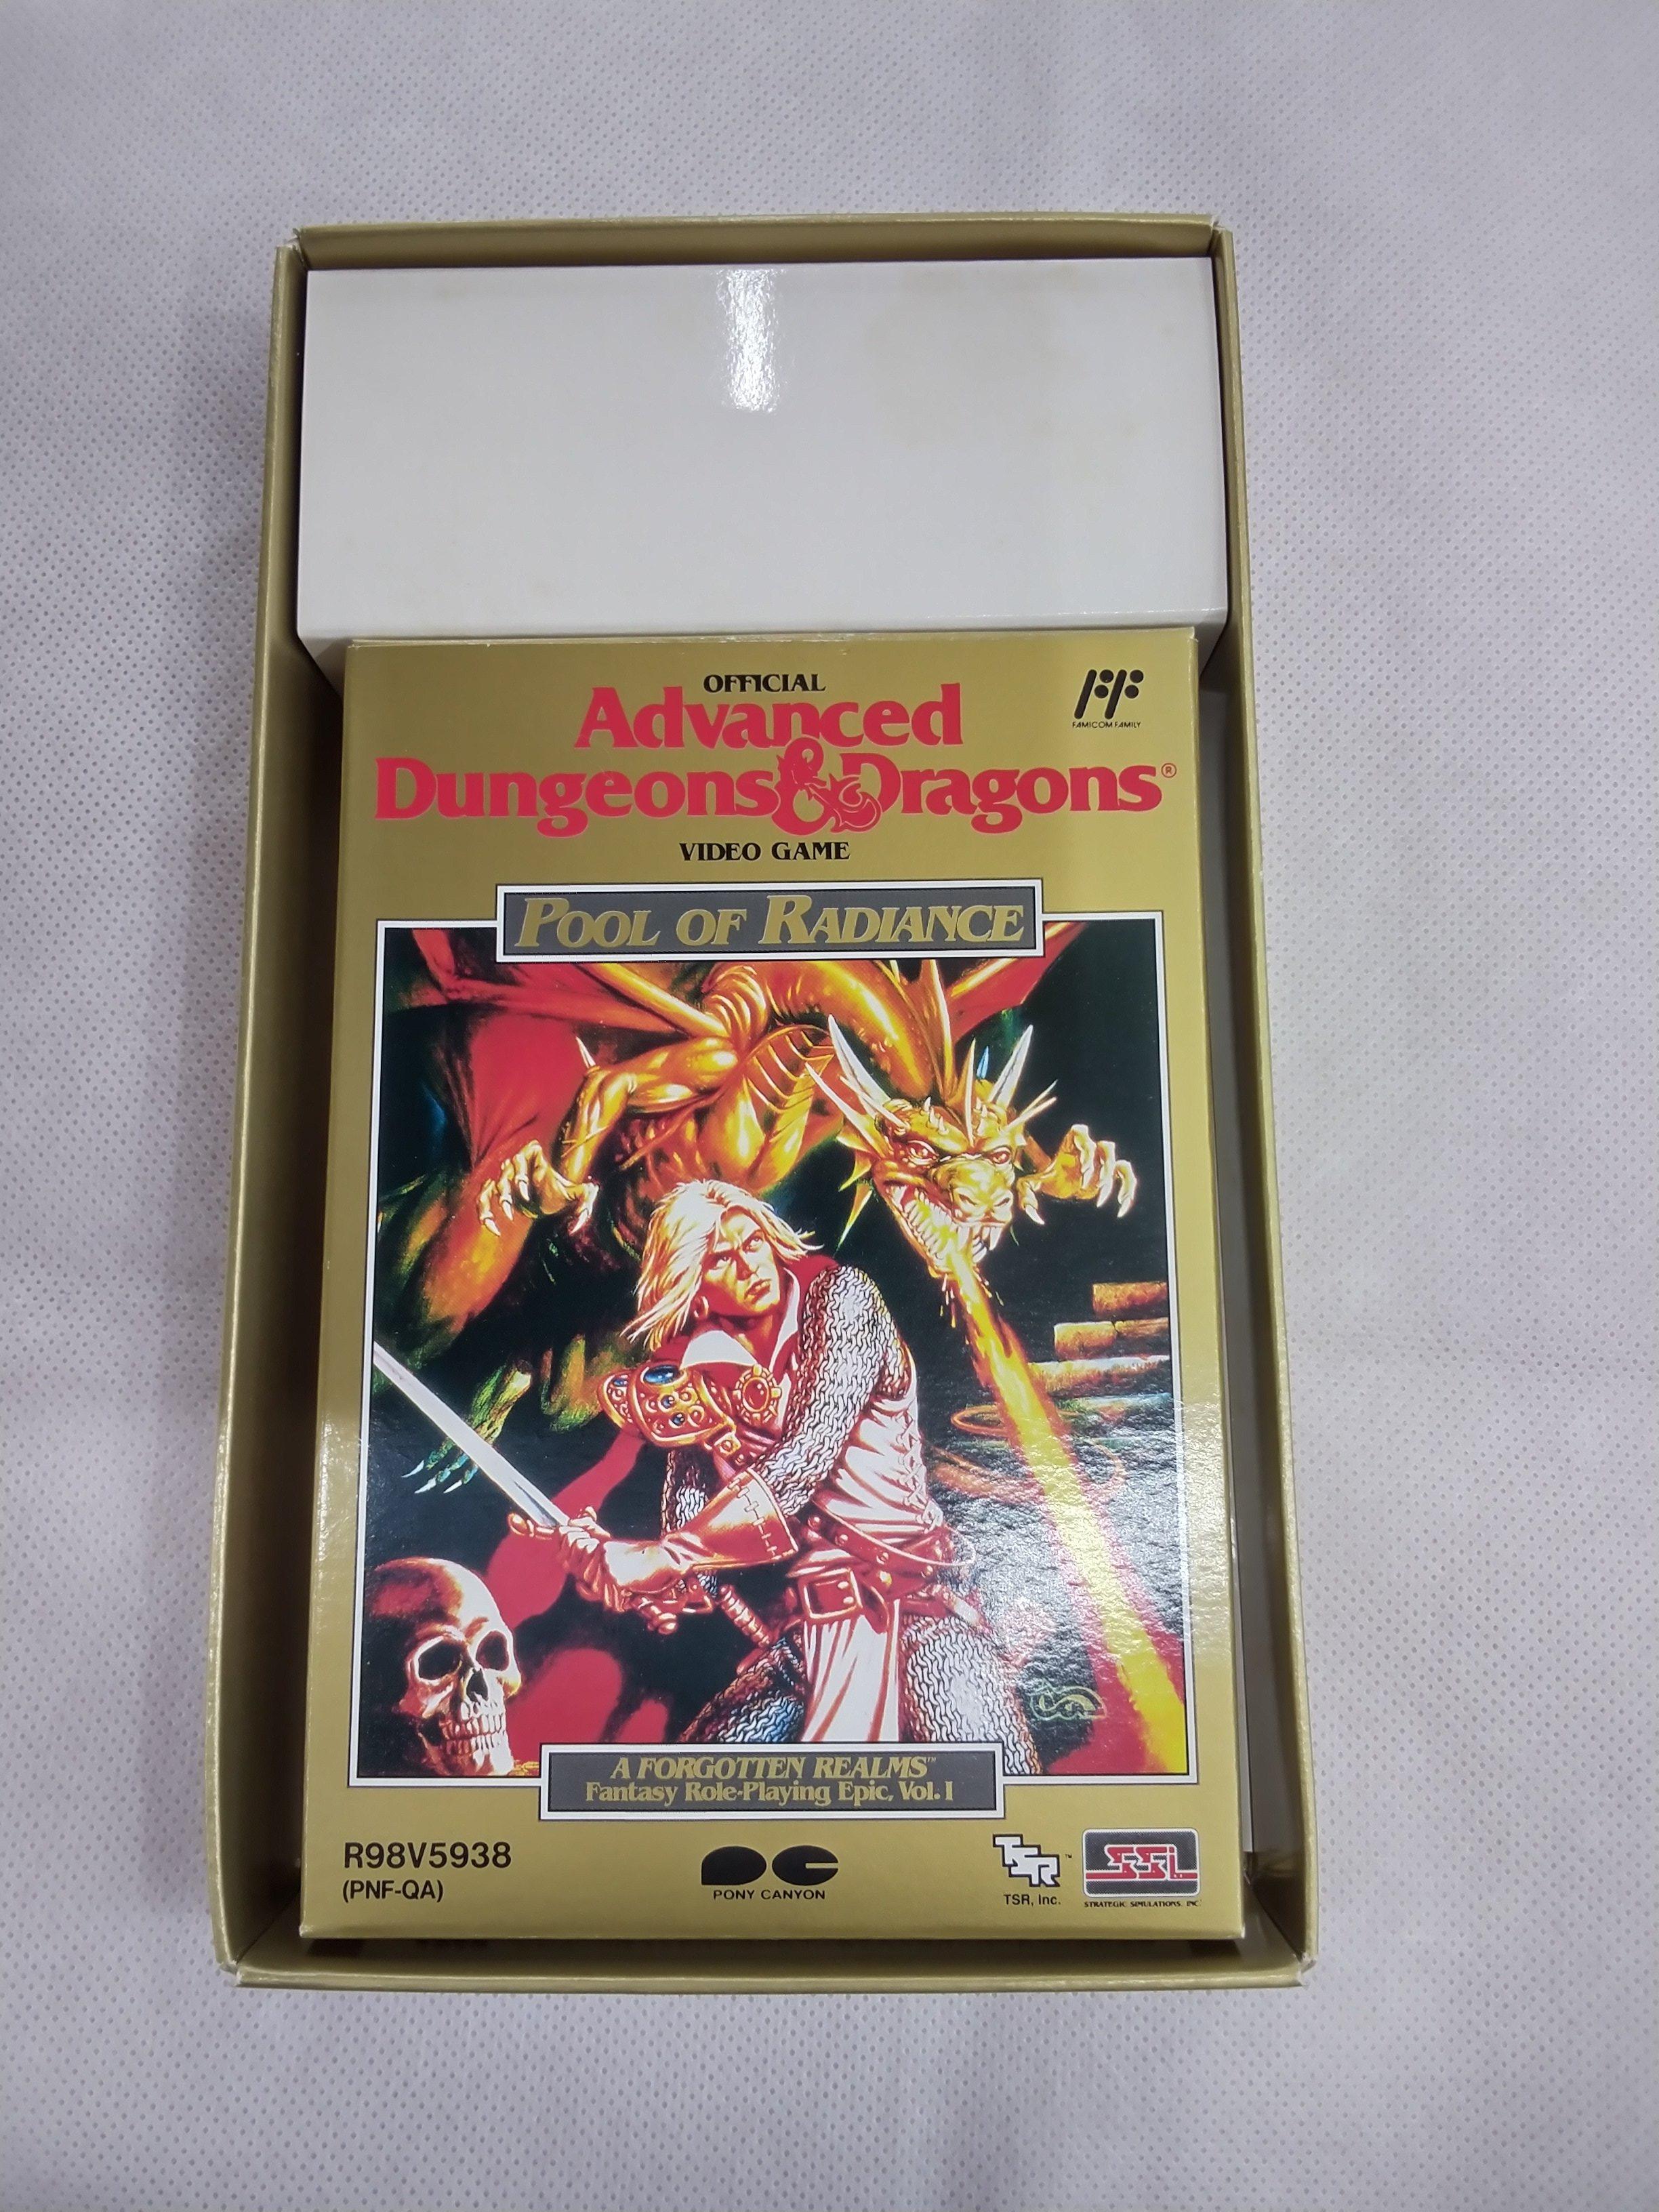 OFFICIAL
Advanced
Dungeons & Dragons®
FAMICOM FAMILY
VIDEO GAME
POOL OF RADIANCE
A FORGOTTEN REALMS™
Fantasy Role-Playing Epic, Vol. I
R98V5938
(PNF-QA)
PONY CANYON
TSR™
TSR, Inc.
SSI
STRATEGIC SIMULATIONS, INC.